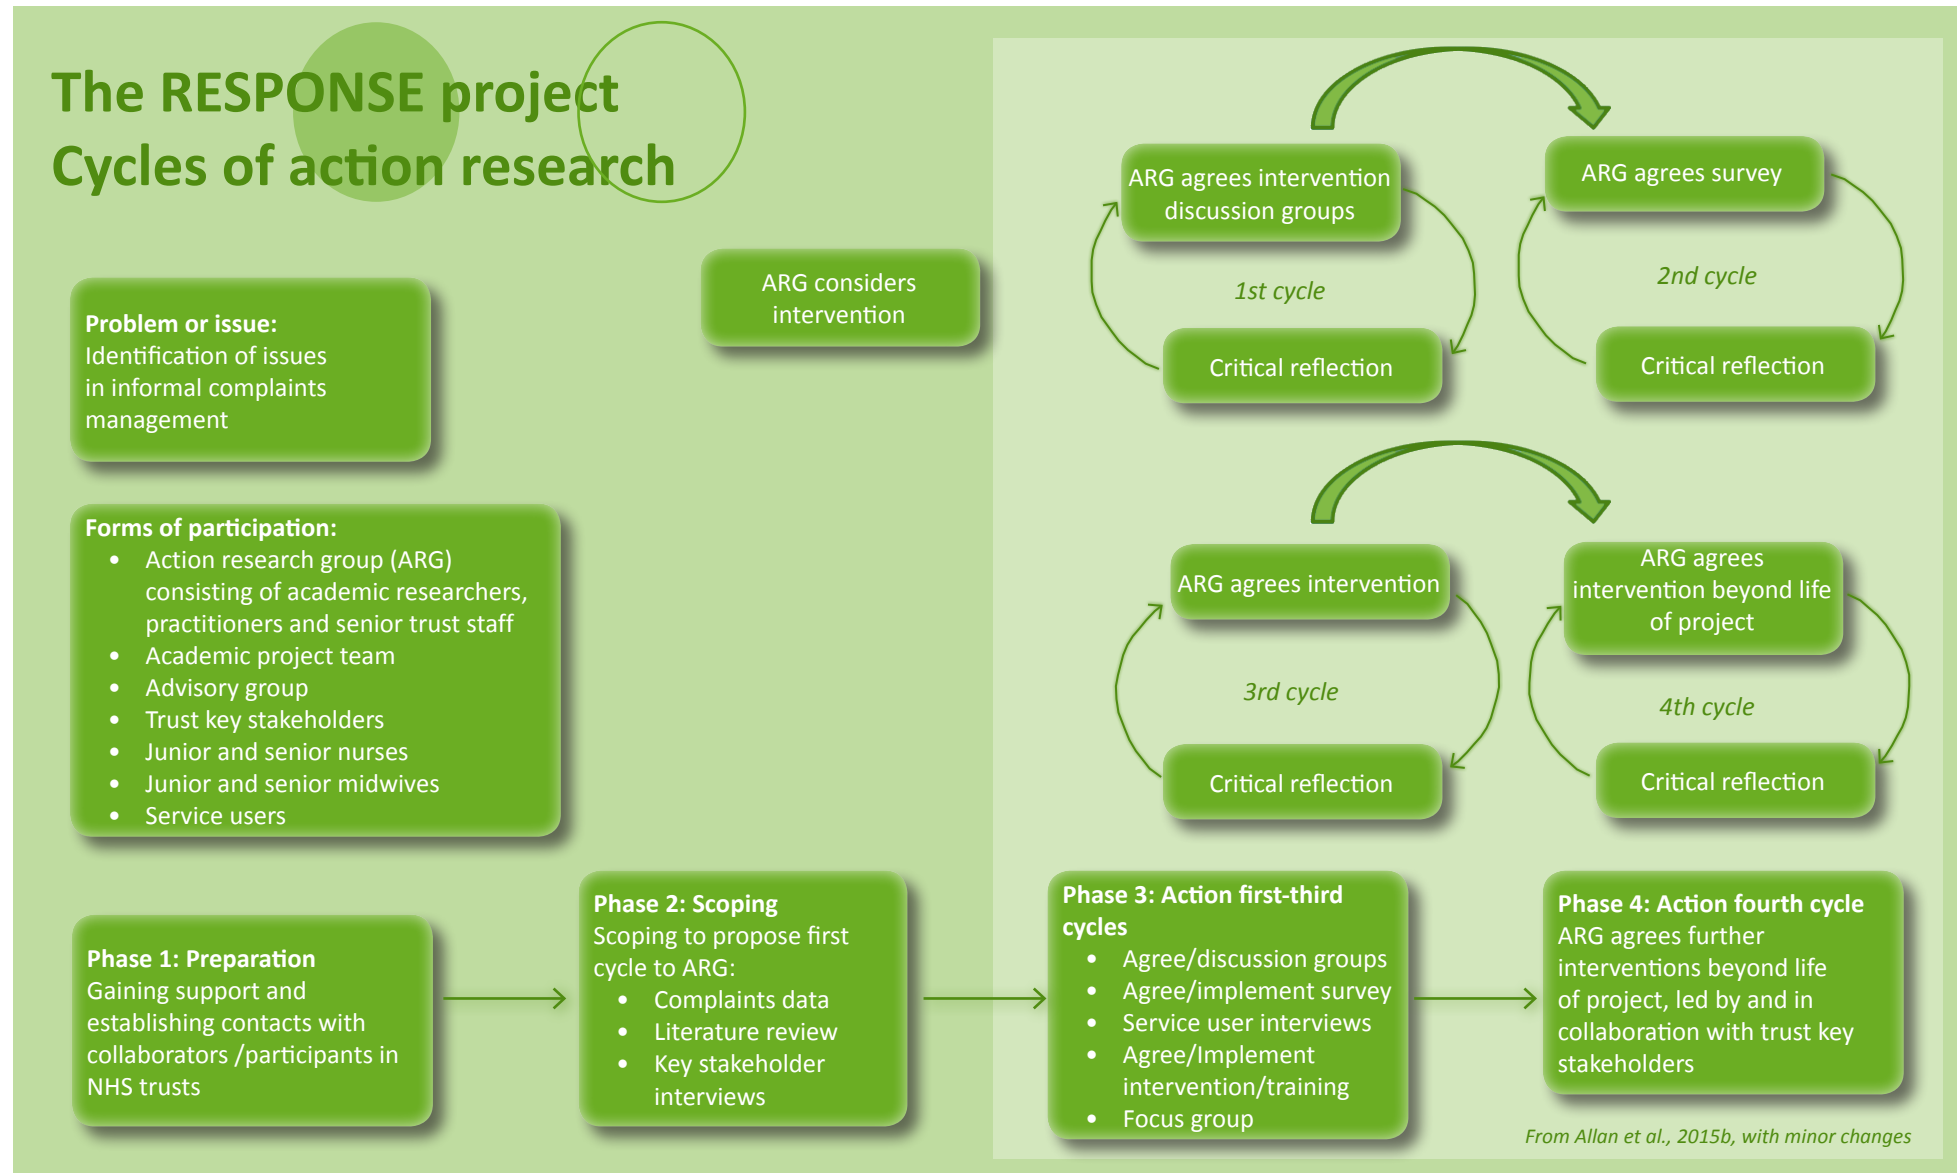 The RESPONSE project
Cycles of action research
Problem or issue:
Identification of issues
in informal complaints
management
ARG considers
intervention
Forms of participation:
• Action research group (ARG)
consisting of academic researchers,
practitioners and senior trust staff
• Academic project team
• Advisory group
• Trust key stakeholders
• Junior and senior nurses
• Junior and senior midwives
• Service users
ARG agrees intervention
discussion groups
1st cycle
Critical reflection
ARG agrees survey
2nd cycle
Critical reflection
ARG agrees intervention
3rd cycle
Critical reflection
ARG agrees
intervention beyond life
of project
4th cycle
Critical reflection
Phase 1: Preparation
Gaining support and
establishing contacts with
collaborators /participants in
NHS trusts
Phase 2: Scoping
Scoping to propose first
cycle to ARG:
• Complaints data
• Literature review
• Key stakeholder
interviews
Phase 3: Action first-third
cycles
• Agree/discussion groups
• Agree/implement survey
• Service user interviews
• Agree/Implement
intervention/training
• Focus group
Phase 4: Action fourth cycle
ARG agrees further
interventions beyond life
of project, led by and in
collaboration with trust key
stakeholders
From Allan et al., 2015b, with minor changes